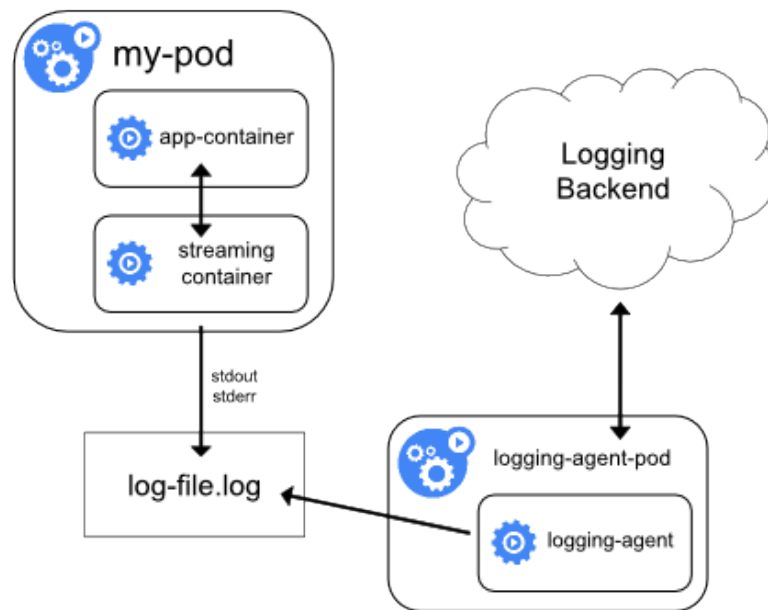 my-pod
app-container
streaming
container
stdout
stderr
log-file.log
Logging
Backend
logging-agent-pod
logging-agent